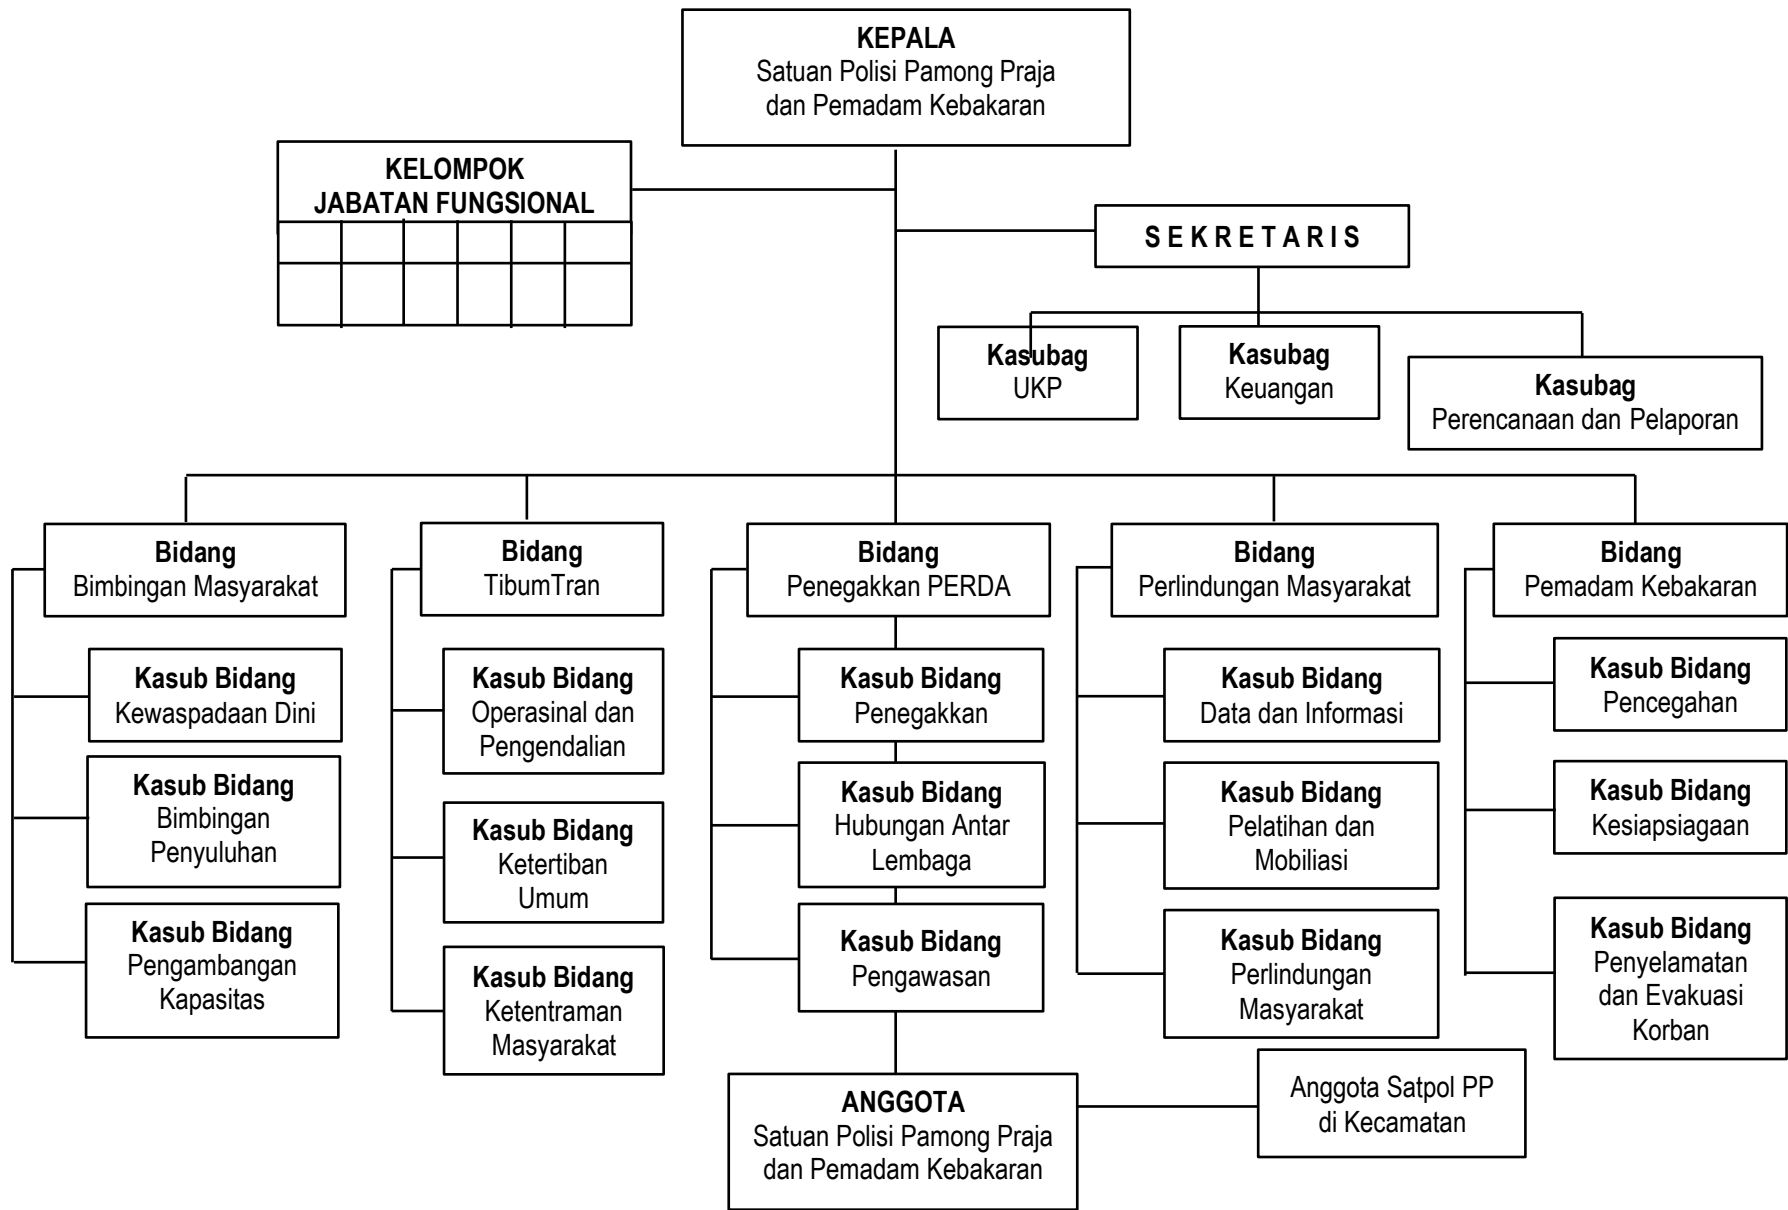 KEPALA
Satuan Polisi Pamong Praja
dan Pemadam Kebakaran
KELOMPOK
JABATAN FUNGSIONAL
S E K R E T A R I S
Kasubag
UKP
Kasubag
Keuangan
Kasubag
Perencanaan dan Pelaporan
Bidang
Bimbingan Masyarakat
Bidang
TibumTran
Bidang
Penegakkan PERDA
Bidang
Perlindungan Masyarakat
Bidang
Pemadam Kebakaran
Kasub Bidang
Kewaspadaan Dini
Kasub Bidang
Bimbingan
Penyuluhan
Kasub Bidang
Pengambangan
Kapasitas
Kasub Bidang
Operasinal dan
Pengendalian
Kasub Bidang
Ketertiban
Umum
Kasub Bidang
Ketentraman
Masyarakat
Kasub Bidang
Penegakkan
Kasub Bidang
Hubungan Antar
Lembaga
Kasub Bidang
Pengawasan
Kasub Bidang
Data dan Informasi
Kasub Bidang
Pelatihan dan
Mobiliasi
Kasub Bidang
Perlindungan
Masyarakat
Kasub Bidang
Pencegahan
Kasub Bidang
Kesiapsiagaan
Kasub Bidang
Penyelamatan
dan Evakuasi
Korban
ANGGOTA
Satuan Polisi Pamong Praja
dan Pemadam Kebakaran
Anggota Satpol PP
di Kecamatan